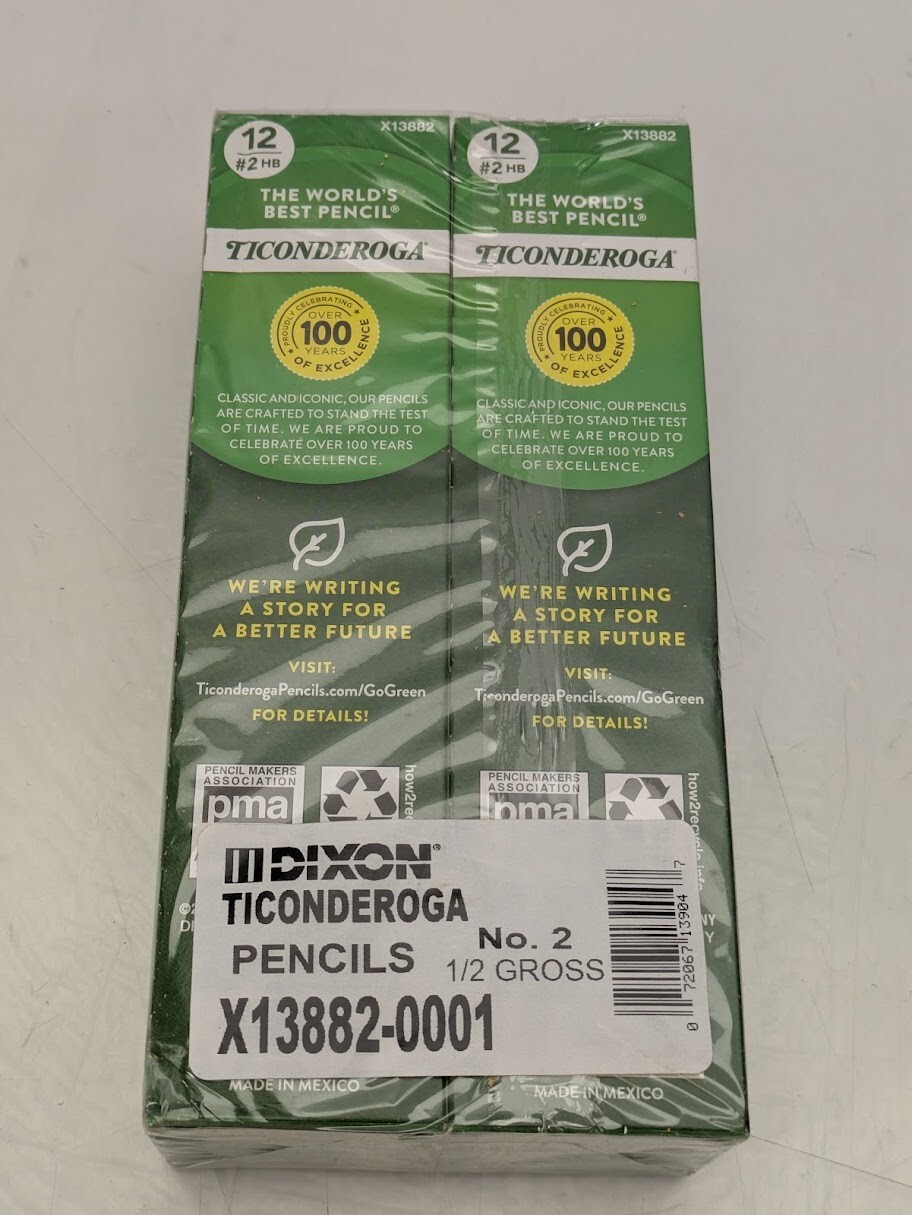 12
#2 HB
X13882
THE WORLD'S
BEST PENCIL®
TICONDEROGA®
PROUDLY CELEBRATING
OVER
100
YEARS
OF EXCELLENCE
CLASSIC AND ICONIC, OUR PENCILS
ARE CRAFTED TO STAND THE TEST
OF TIME. WE ARE PROUD TO
CELEBRATE OVER 100 YEARS
OF EXCELLENCE.
WE'RE WRITING
A STORY FOR
A BETTER FUTURE
VISIT:
TiconderogaPencils.com/GoGreen
FOR DETAILS!
PENCIL MAKERS
ASSOCIATION
pma
12
#2 HB
X13882
THE WORLD'S
BEST PENCIL®
TICONDEROGA®
PROUDLY CELEBRATING
OVER
100
YEARS
OF EXCELLENCE
CLASSIC AND ICONIC, OUR PENCILS
ARE CRAFTED TO STAND THE TEST
OF TIME. WE ARE PROUD TO
CELEBRATE OVER 100 YEARS
OF EXCELLENCE.
WE'RE WRITING
A STORY FOR
A BETTER FUTURE
VISIT:
TiconderogaPencils.com/GoGreen
FOR DETAILS!
PENCIL MAKERS
ASSOCIATION
pma
DIXON®
TICONDEROGA
PENCILS
No. 2
1/2 GROSS
X13882-0001
0 72067 13904 7
MADE IN MEXICO
MADE IN MEXICO